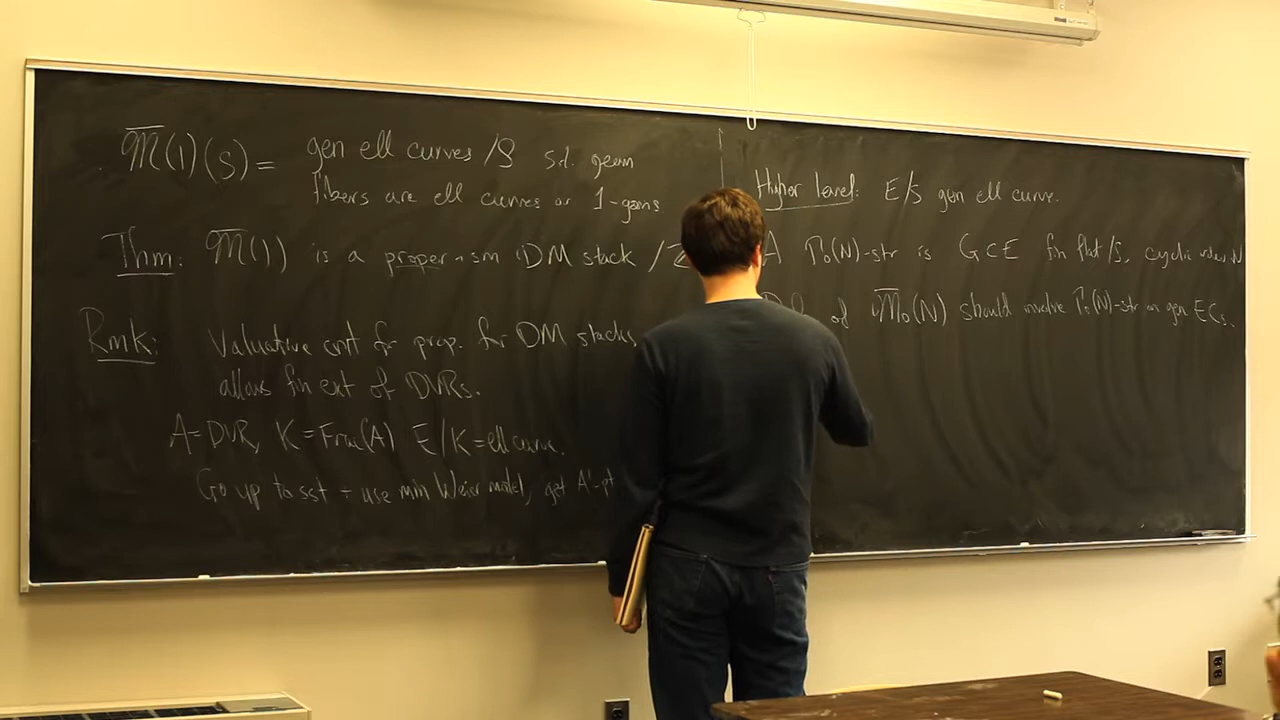 𝔐̅(1)(S) = gen ell curves /S s.t. geom
fibers are ell curves or 1-gons.
Thm: 𝔐̅(1) is a proper + sm DM stack /Z
Rmk: Valuative crit for prop. for DM stacks
allows fin ext of DVRs.
A = DVR, K = Frac(A) E/K = ell curve.
Go up to sst + use min Weier model, get A'-pt
Higher level: E/S gen ell curve.
A Γ₀(N)-str is G⊂E fin flat /S, cyclic order N
of 𝔐̅₀(N) should involve Γ₀(N)-str on gen ECs.